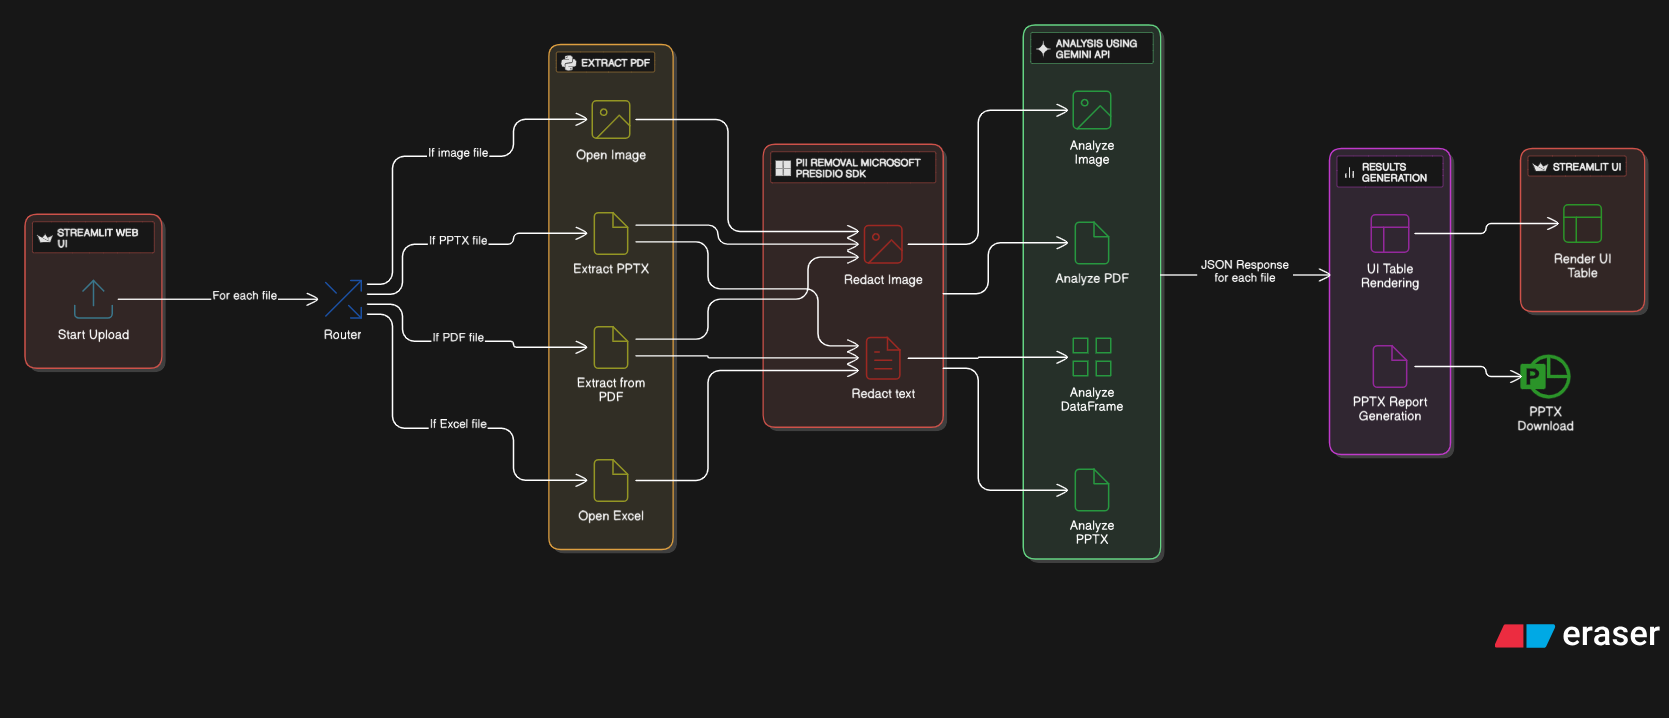 STREAMLIT WEB
UI
Start Upload
For each file
Router
If image file
If PPTX file
If PDF file
If Excel file
EXTRACT PDF
Open Image
Extract PPTX
Extract from
PDF
Open Excel
PII REMOVAL MICROSOFT
PRESIDIO SDK
Redact Image
Redact text
ANALYSIS USING
GEMINI API
Analyze
Image
Analyze PDF
Analyze
DataFrame
Analyze
PPTX
JSON Response
for each file
RESULTS
GENERATION
UI Table
Rendering
PPTX Report
Generation
STREAMLIT UI
Render UI
Table
P
PPTX
Download
eraser